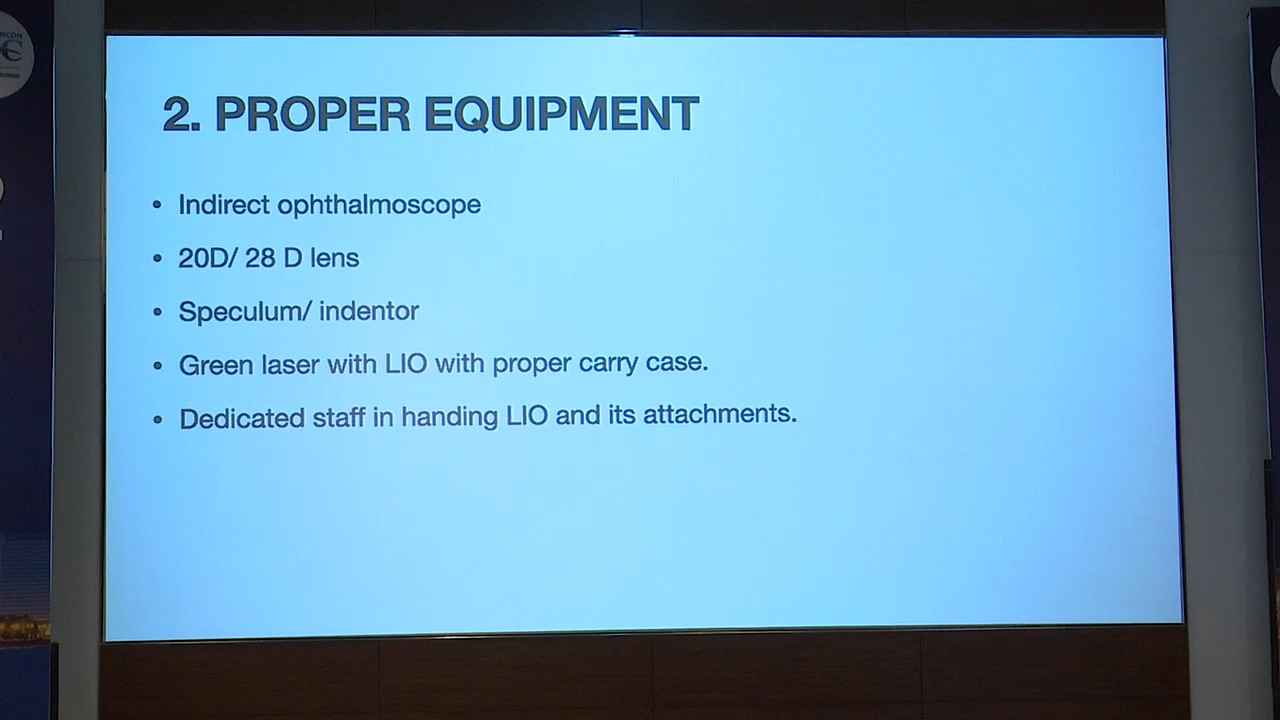 2. PROPER EQUIPMENT
• Indirect ophthalmoscope
• 20D/ 28 D lens
• Speculum/ indentor
• Green laser with LIO with proper carry case.
• Dedicated staff in handing LIO and its attachments.